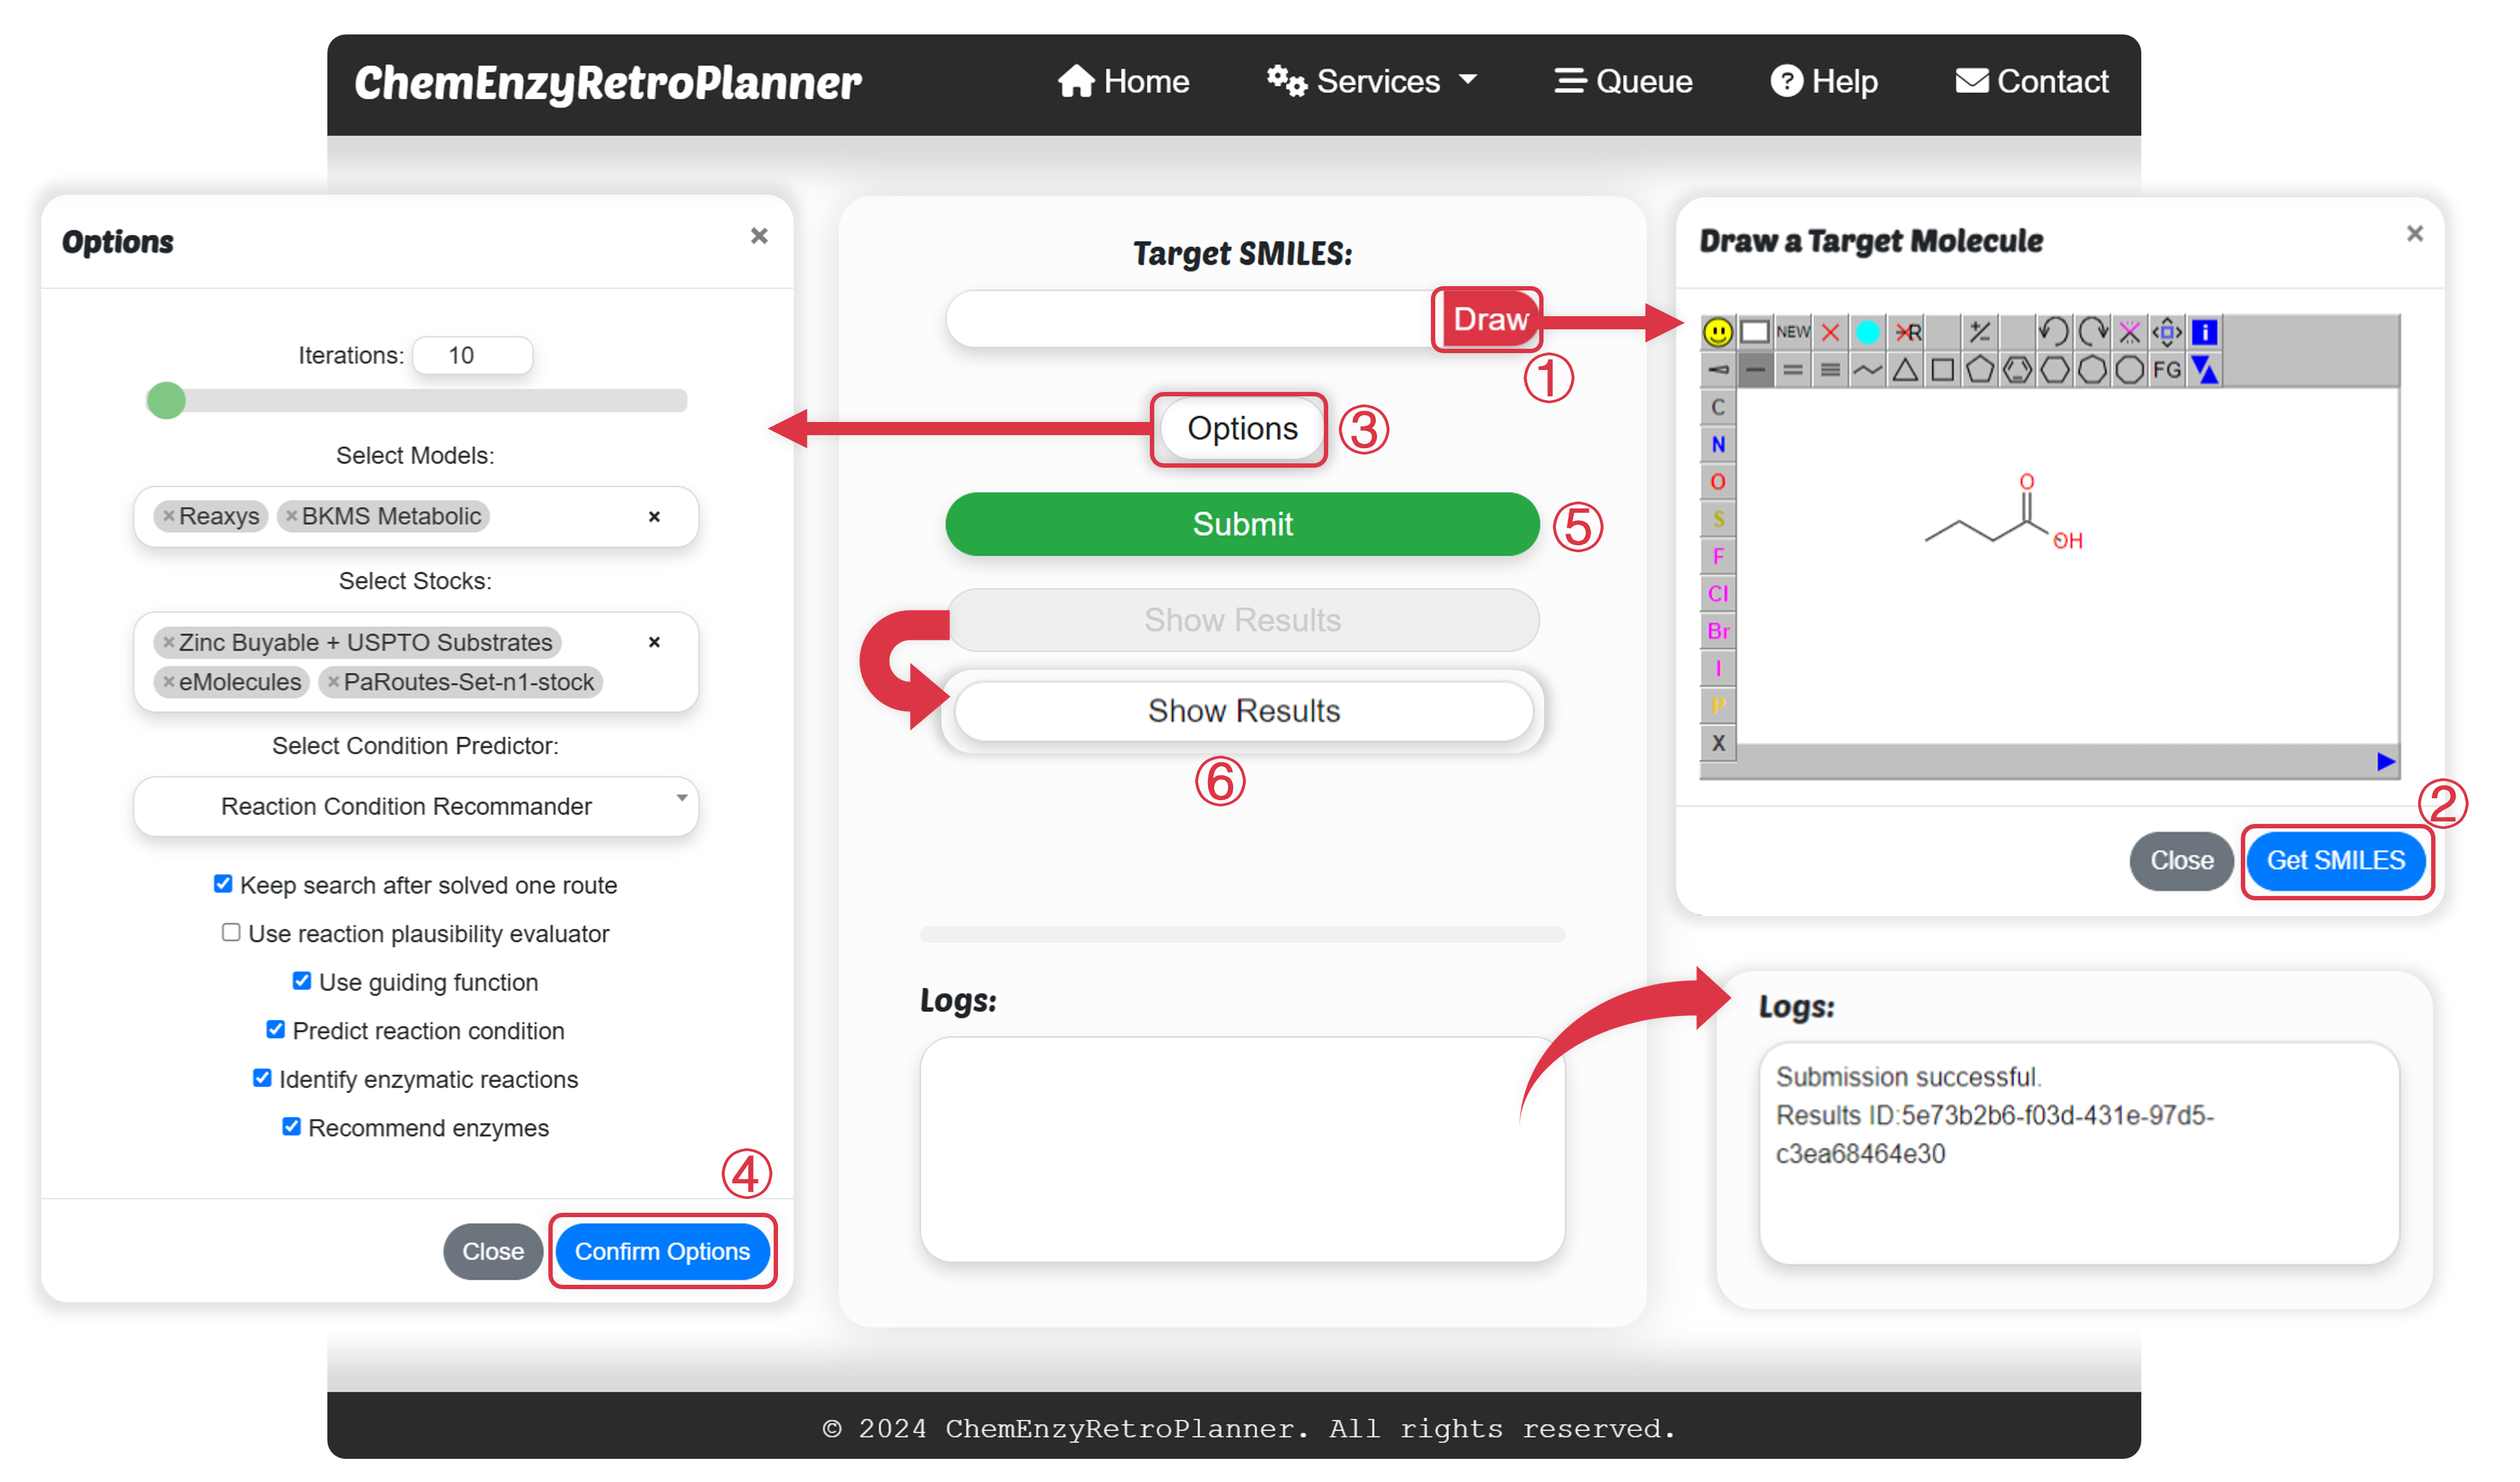 ChemEnzyRetroPlanner
Home
Services
Queue
Help
Contact
Options
×
Iterations: 10
Select Models:
×Reaxys ×BKMS Metabolic ×
Select Stocks:
×Zinc Buyable + USPTO Substrates ×
×eMolecules ×PaRoutes-Set-n1-stock
Select Condition Predictor:
Reaction Condition Recommander
Keep search after solved one route
Use reaction plausibility evaluator
Use guiding function
Predict reaction condition
Identify enzymatic reactions
Recommend enzymes
④
Close
Confirm Options
Target SMILES:
Draw
①
Options
③
Submit
⑤
Show Results
Show Results
⑥
Logs:
Draw a Target Molecule
×
NEW
R
+/-
i
FG
C
N
O
S
F
Cl
Br
I
P
X
O
OH
②
Close
Get SMILES
Logs:
Submission successful.
Results ID:5e73b2b6-f03d-431e-97d5-
c3ea68464e30
© 2024 ChemEnzyRetroPlanner. All rights reserved.